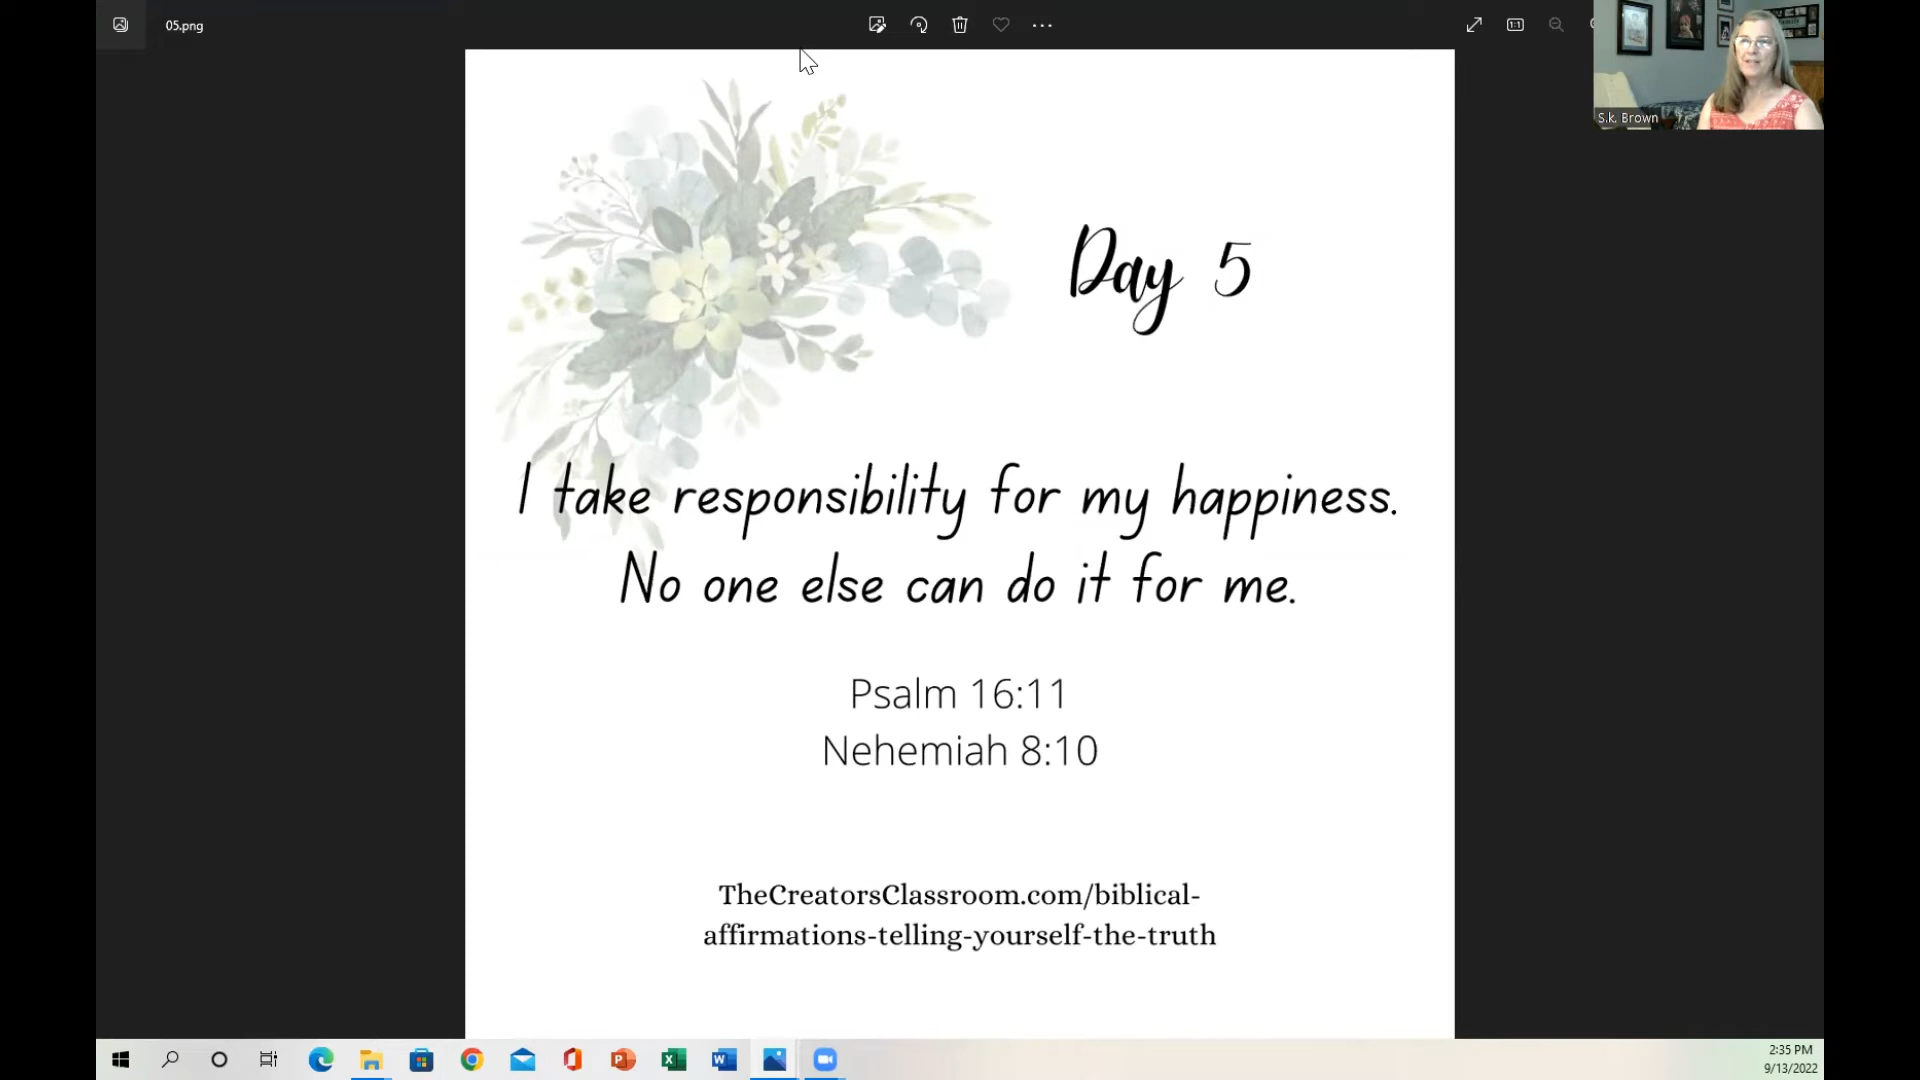 05.png
S.k. Brown
Day 5
I take responsibility for my happiness.
No one else can do it for me.
Psalm 16:11
Nehemiah 8:10
TheCreatorsClassroom.com/biblical-
affirmations-telling-yourself-the-truth
2:35 PM
9/13/2022